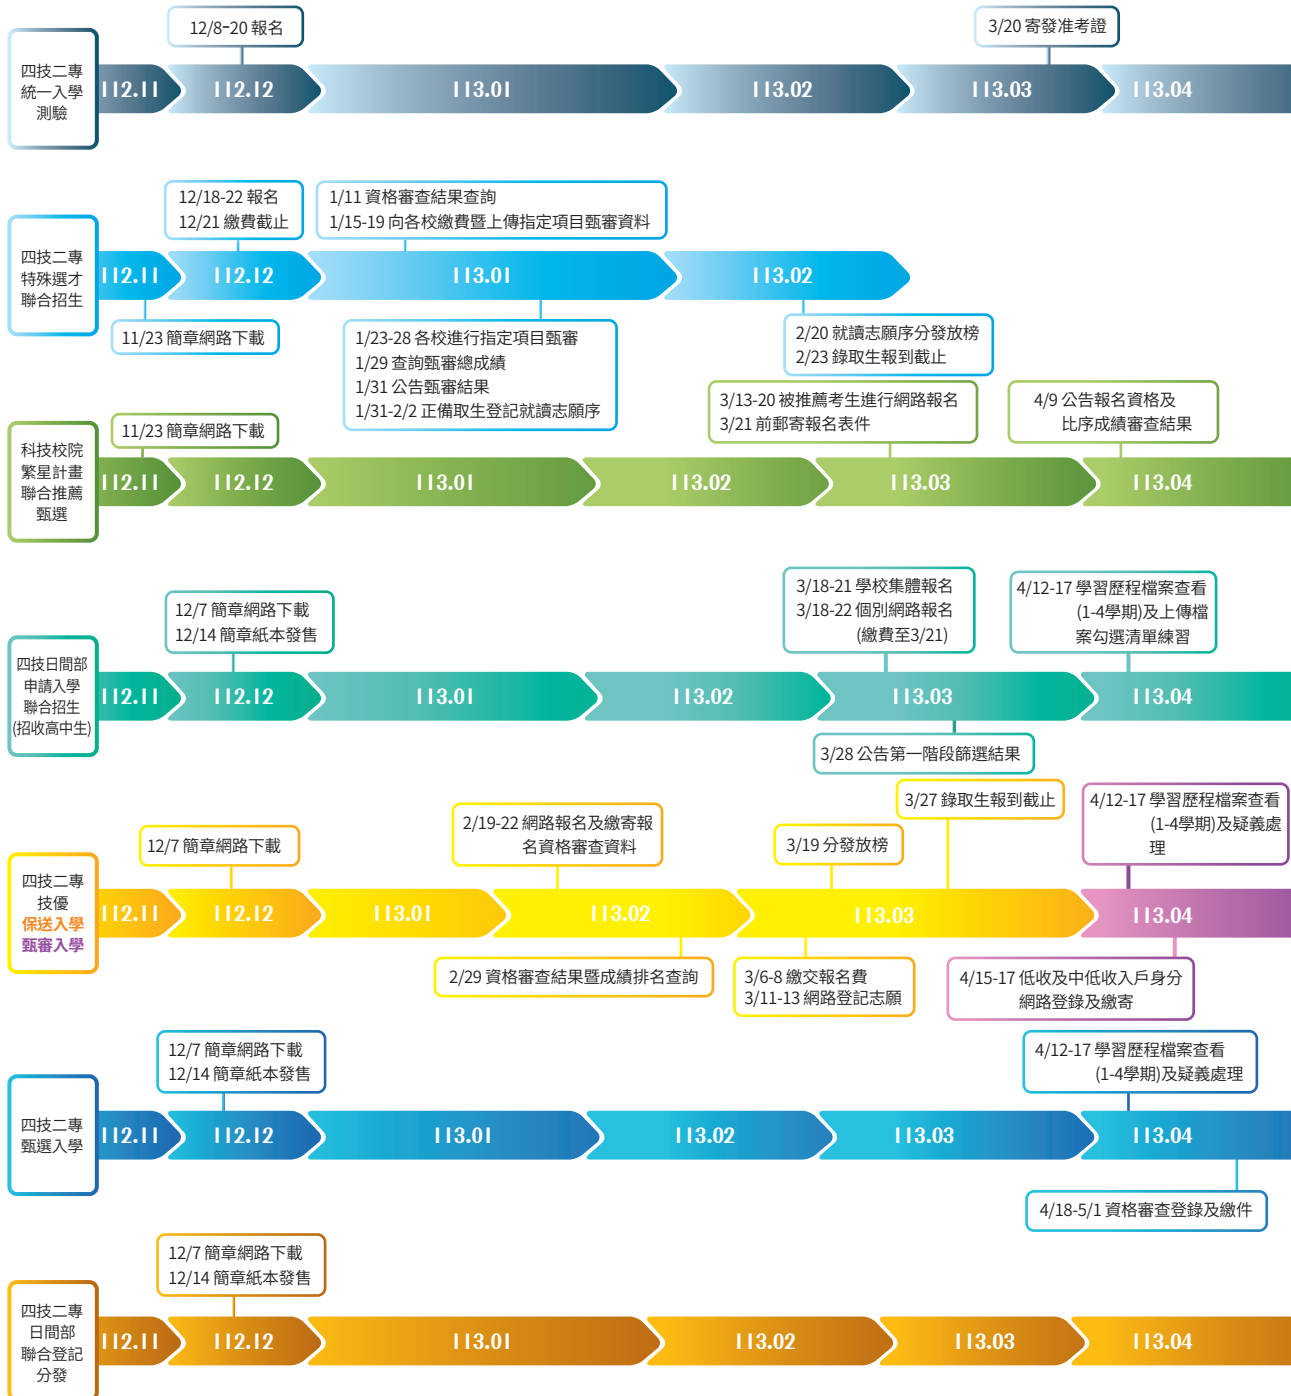 12/8-20 報名
3/20 寄發准考證
四技二專
統一入學
測驗
112.11
112.12
113.01
113.02
113.03
113.04
12/18-22 報名
12/21 繳費截止
1/11 資格審查結果查詢
1/15-19 向各校繳費暨上傳指定項目甄審資料
四技二專
特殊選才
聯合招生
112.11
112.12
113.01
113.02
11/23 簡章網路下載
1/23-28 各校進行指定項目甄審
1/29 查詢甄審總成績
1/31 公告甄審結果
1/31-2/2 正備取生登記就讀志願序
2/20 就讀志願序分發放榜
2/23 錄取生報到截止
11/23 簡章網路下載
3/13-20 被推薦考生進行網路報名
3/21 前郵寄報名表件
4/9 公告報名資格及
比序成績審查結果
科技校院
繁星計畫
聯合推薦
甄選
112.11
112.12
113.01
113.02
113.03
113.04
12/7 簡章網路下載
12/14 簡章紙本發售
3/18-21 學校集體報名
3/18-22 個別網路報名
(繳費至3/21)
4/12-17 學習歷程檔案查看
(1-4學期)及上傳檔
案勾選清單練習
四技日間部
申請入學
聯合招生
(招收高中生)
112.11
112.12
113.01
113.02
113.03
113.04
3/28 公告第一階段篩選結果
12/7 簡章網路下載
2/19-22 網路報名及繳寄報
名資格審查資料
3/19 分發放榜
3/27 錄取生報到截止
4/12-17 學習歷程檔案查看
(1-4學期)及疑義處
理
四技二專
技優
保送入學
甄審入學
112.11
112.12
113.01
113.02
113.03
113.04
2/29 資格審查結果暨成績排名查詢
3/6-8 繳交報名費
3/11-13 網路登記志願
4/15-17 低收及中低收入戶身分
網路登錄及繳寄
12/7 簡章網路下載
12/14 簡章紙本發售
4/12-17 學習歷程檔案查看
(1-4學期)及疑義處理
四技二專
甄選入學
112.11
112.12
113.01
113.02
113.03
113.04
4/18-5/1 資格審查登錄及繳件
12/7 簡章網路下載
12/14 簡章紙本發售
四技二專
日間部
聯合登記
分發
112.11
112.12
113.01
113.02
113.03
113.04